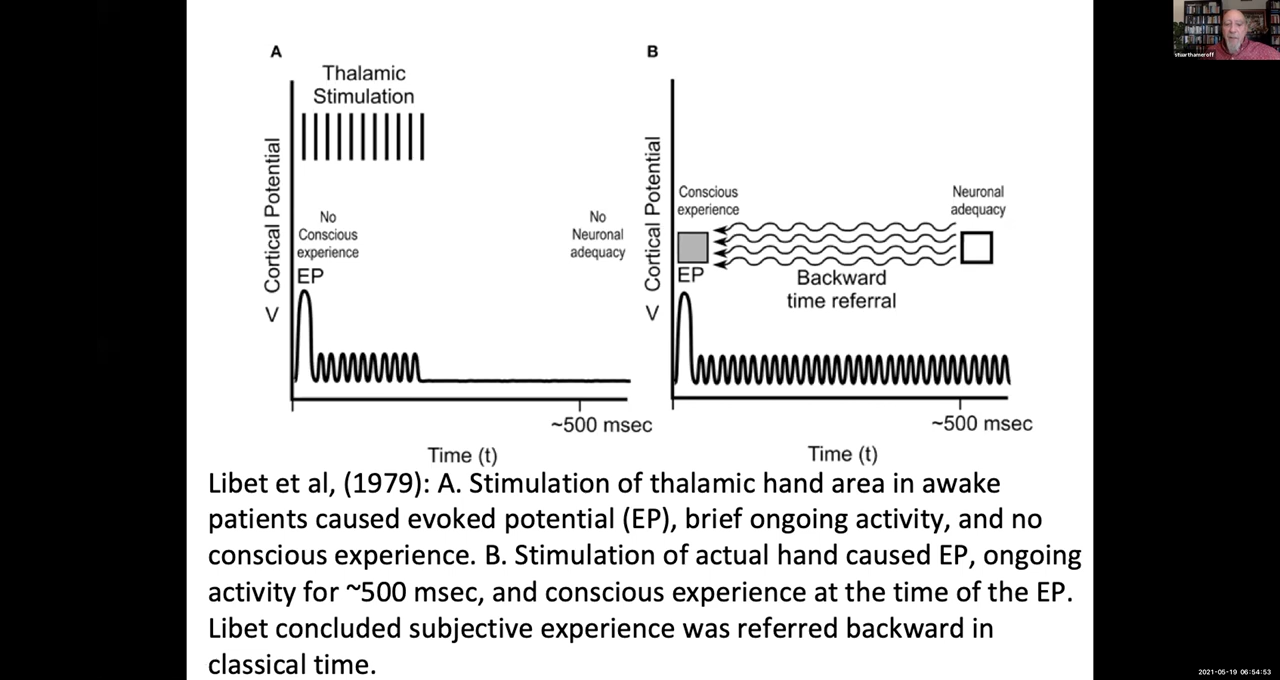 A
Thalamic
Stimulation
Cortical Potential
V
No
Conscious
experience
EP
No
Neuronal
adequacy
~500 msec
Time (t)
B
Cortical Potential
V
Conscious
experience
EP
Neuronal
adequacy
Backward
time referral
~500 msec
Time (t)
Libet et al, (1979): A. Stimulation of thalamic hand area in awake
patients caused evoked potential (EP), brief ongoing activity, and no
conscious experience. B. Stimulation of actual hand caused EP, ongoing
activity for ~500 msec, and conscious experience at the time of the EP.
Libet concluded subjective experience was referred backward in
classical time.
stuarthameroff
2021-05-19 06:54:53